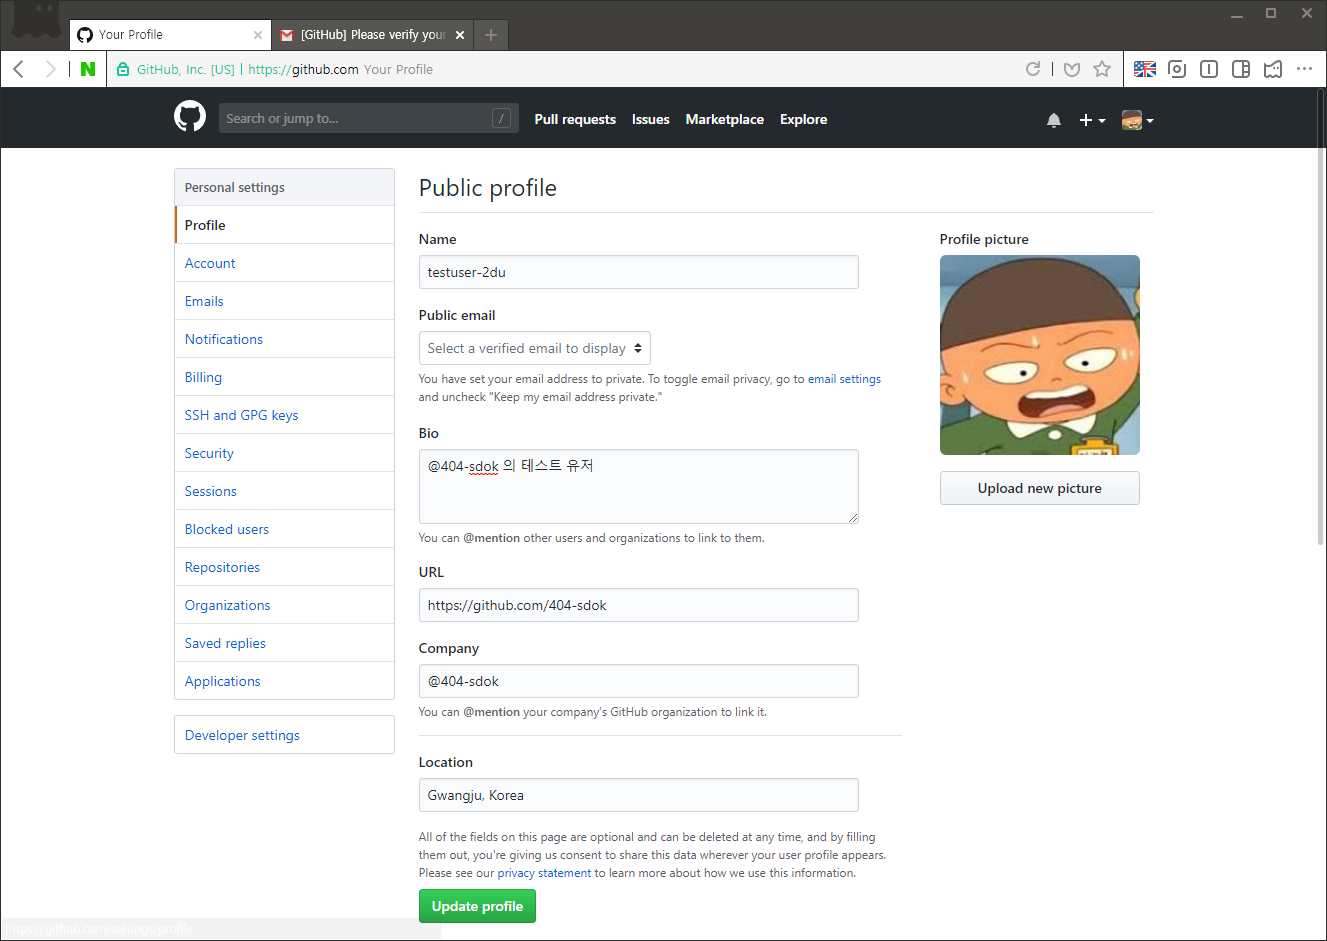 Your Profile
[GitHub] Please verify your
N
GitHub, Inc. [US] | https://github.com Your Profile
Search or jump to...
/
Pull requests
Issues
Marketplace
Explore
Personal settings
Profile
Account
Emails
Notifications
Billing
SSH and GPG keys
Security
Sessions
Blocked users
Repositories
Organizations
Saved replies
Applications
Developer settings
Public profile
Name
testuser-2du
Public email
Select a verified email to display
You have set your email address to private. To toggle email privacy, go to email settings
and uncheck "Keep my email address private."
Bio
@404-sdok 의 테스트 유저
You can @mention other users and organizations to link to them.
URL
https://github.com/404-sdok
Company
@404-sdok
You can @mention your company's GitHub organization to link it.
Location
Gwangju, Korea
All of the fields on this page are optional and can be deleted at any time, and by filling
them out, you're giving us consent to share this data wherever your user profile appears.
Please see our privacy statement to learn more about how we use this information.
Update profile
Profile picture
Upload new picture
https://github.com/settings/profile